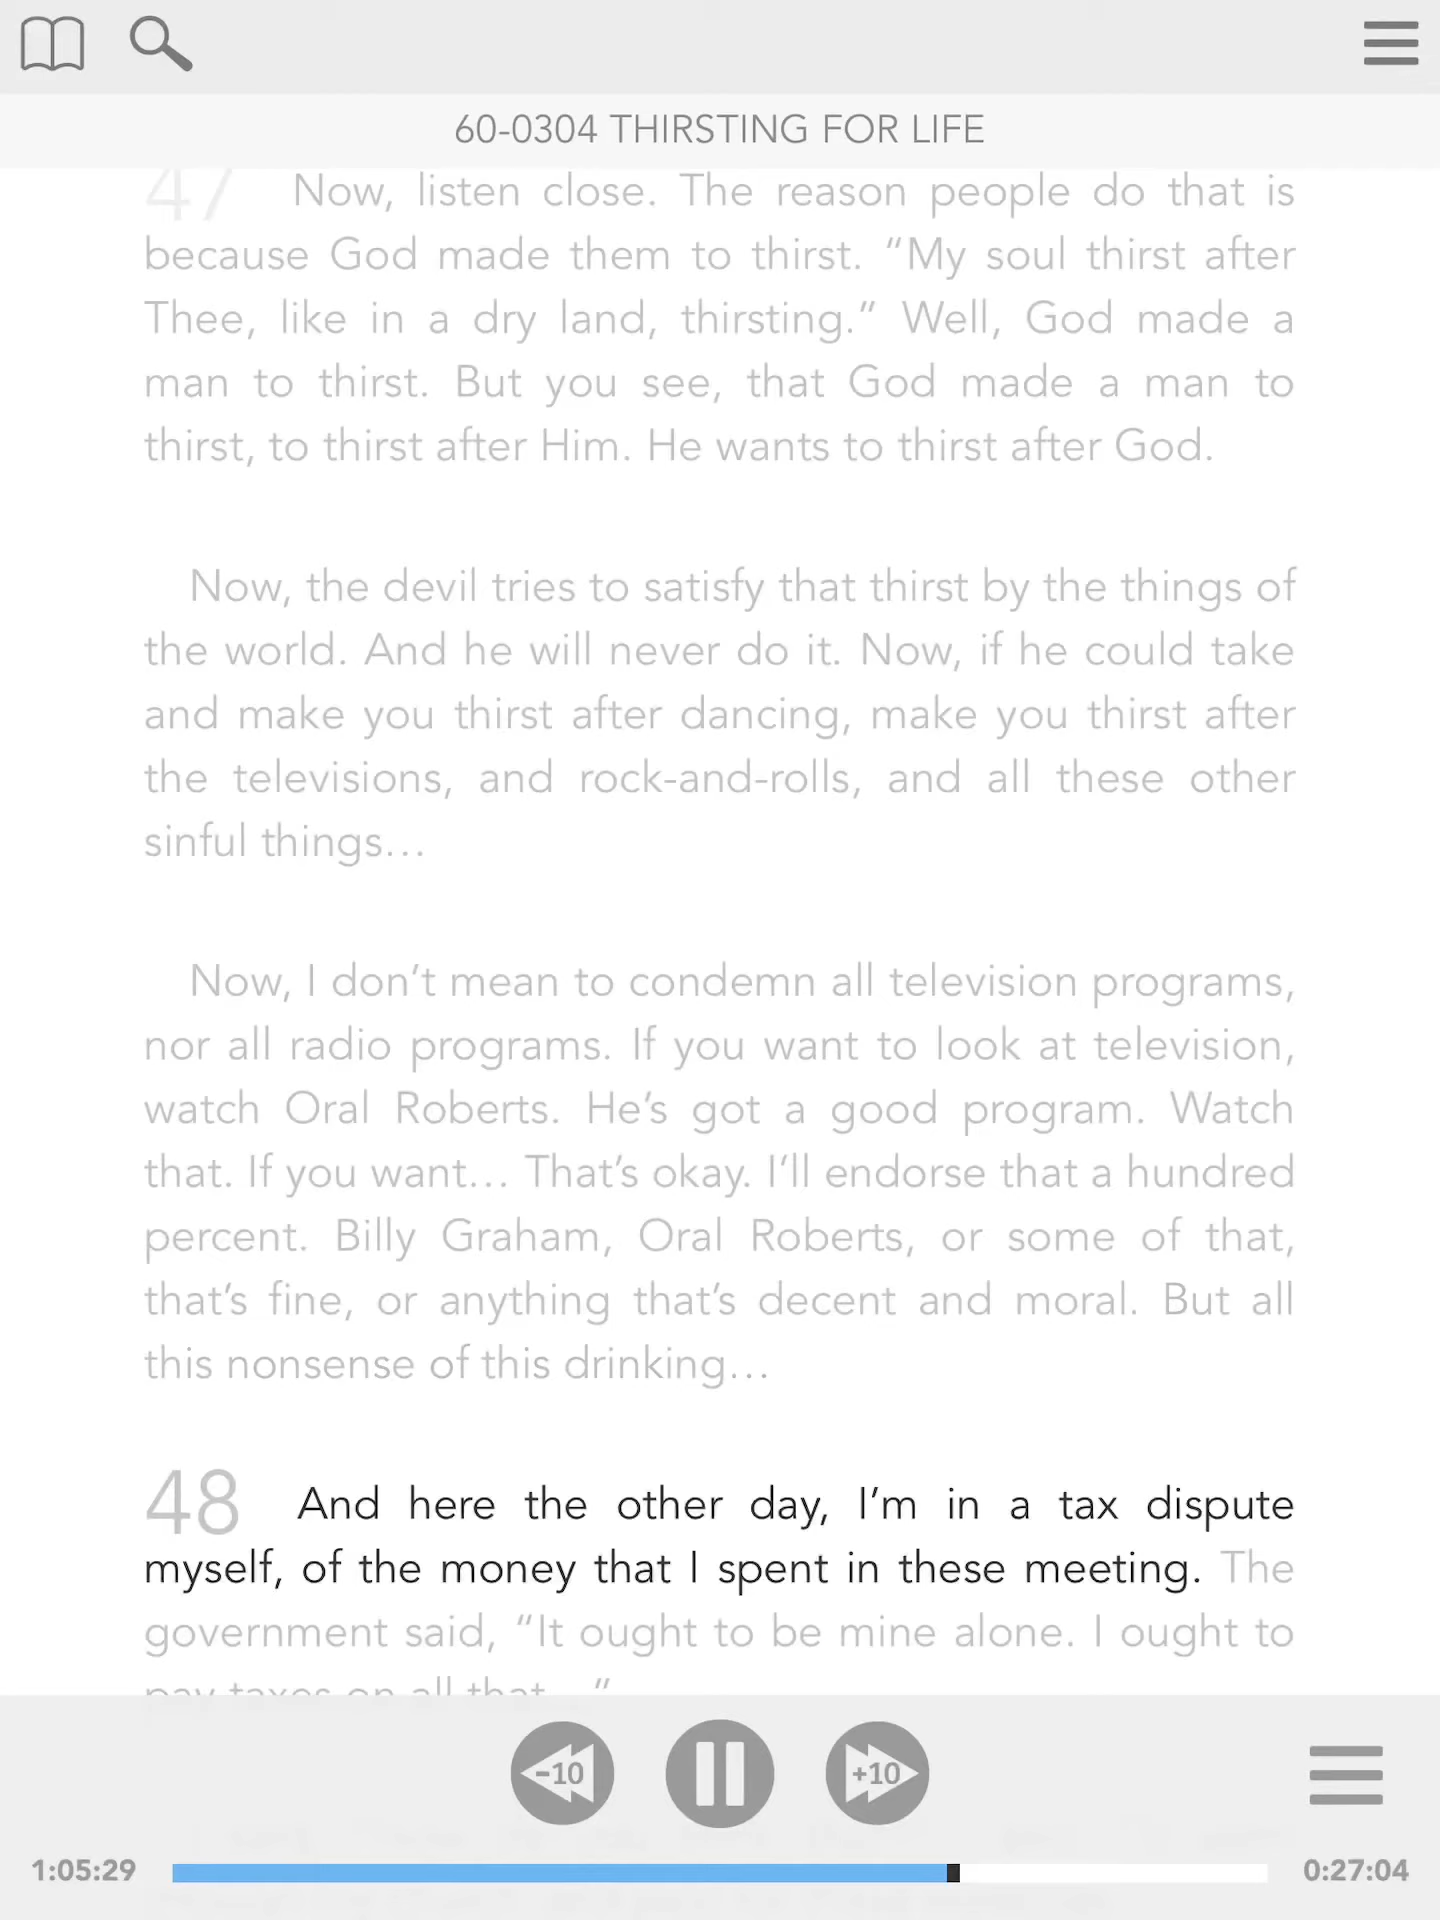 60-0304 THIRSTING FOR LIFE
47 Now, listen close. The reason people do that is
because God made them to thirst. “My soul thirst after
Thee, like in a dry land, thirsting.” Well, God made a
man to thirst. But you see, that God made a man to
thirst, to thirst after Him. He wants to thirst after God.
Now, the devil tries to satisfy that thirst by the things of
the world. And he will never do it. Now, if he could take
and make you thirst after dancing, make you thirst after
the televisions, and rock-and-rolls, and all these other
sinful things…
Now, I don’t mean to condemn all television programs,
nor all radio programs. If you want to look at television,
watch Oral Roberts. He’s got a good program. Watch
that. If you want… That’s okay. I’ll endorse that a hundred
percent. Billy Graham, Oral Roberts, or some of that,
that’s fine, or anything that’s decent and moral. But all
this nonsense of this drinking…
48 And here the other day, I’m in a tax dispute
myself, of the money that I spent in these meeting. The
government said, “It ought to be mine alone. I ought to
pay taxes on all that…”
-10 +10
1:05:29 0:27:04